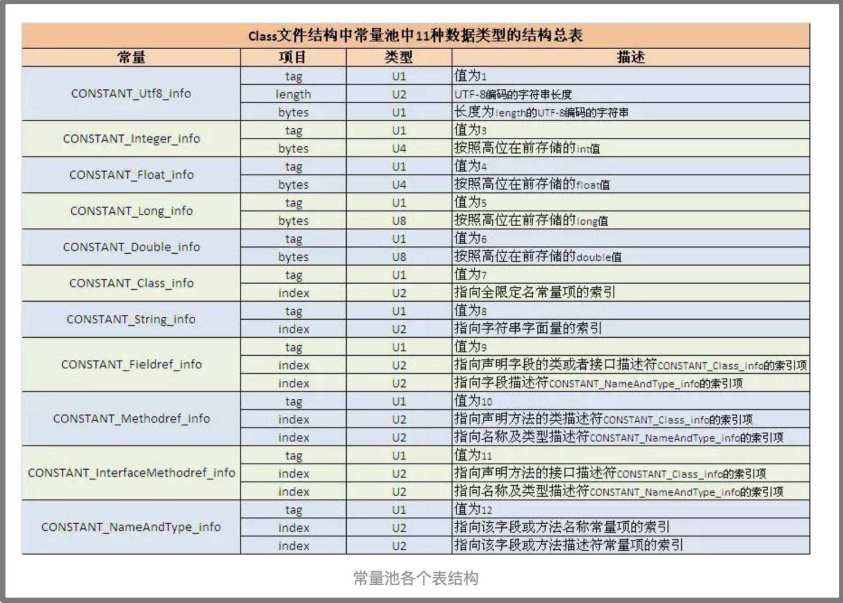 Class文件结构中常量池中11种数据类型的结构总表
常量 项目 类型 描述
CONSTANT_Utf8_info tag U1 值为1
length U2 UTF-8编码的字符串长度
bytes U1 长度为length的UTF-8编码的字符串
CONSTANT_Integer_info tag U1 值为3
bytes U4 按照高位在前存储的int值
CONSTANT_Float_info tag U1 值为4
bytes U4 按照高位在前存储的float值
CONSTANT_Long_info tag U1 值为5
bytes U8 按照高位在前存储的long值
CONSTANT_Double_info tag U1 值为6
bytes U8 按照高位在前存储的double值
CONSTANT_Class_info tag U1 值为7
index U2 指向全限定名常量项的索引
CONSTANT_String_info tag U1 值为8
index U2 指向字符串字面量的索引
CONSTANT_Fieldref_info tag U1 值为9
index U2 指向声明字段的类或者接口描述符CONSTANT_Class_info的索引项
index U2 指向字段描述符CONSTANT_NameAndType_info的索引项
CONSTANT_Methodref_info tag U1 值为10
index U2 指向声明方法的类描述符CONSTANT_Class_info的索引项
index U2 指向名称及类型描述符CONSTANT_NameAndType_info的索引项
CONSTANT_InterfaceMethodref_info tag U1 值为11
index U2 指向声明方法的接口描述符CONSTANT_Class_info的索引项
index U2 指向名称及类型描述符CONSTANT_NameAndType_info的索引项
CONSTANT_NameAndType_info tag U1 值为12
index U2 指向该字段或方法名称常量项的索引
index U2 指向该字段或方法描述符常量项的索引
常量池各个表结构